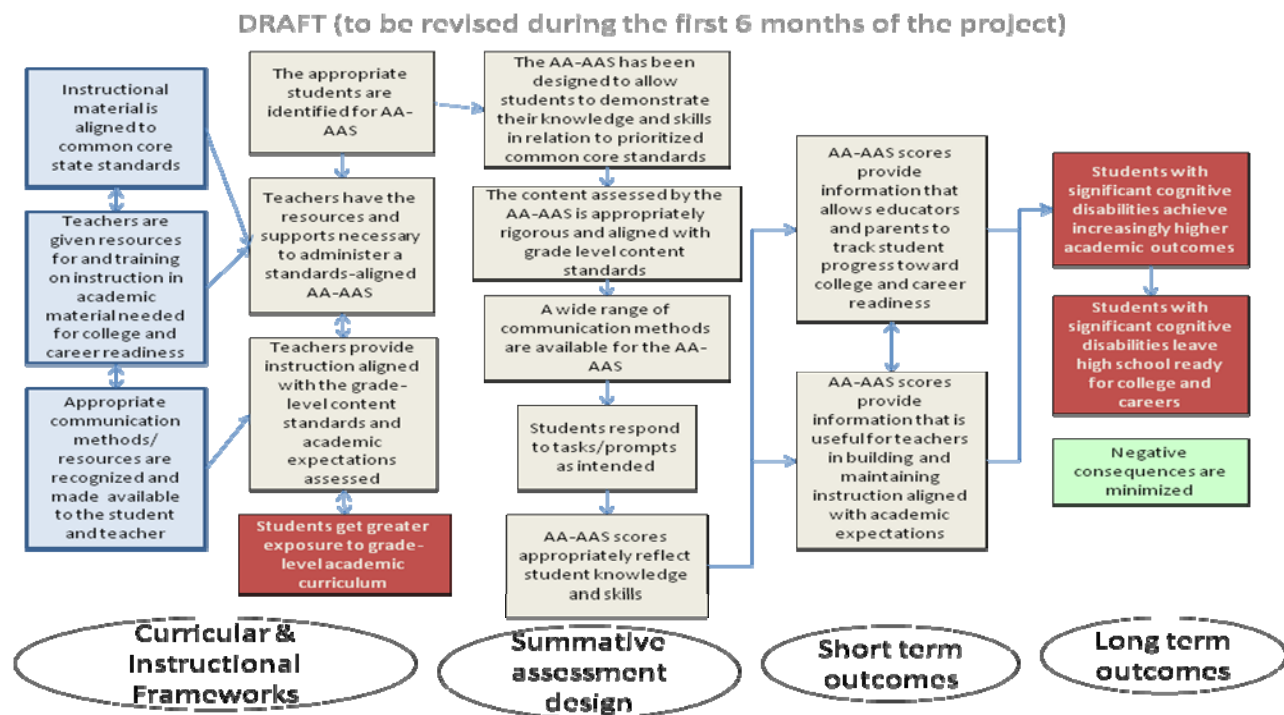 DRAFT (to be revised during the first 6 months of the project)
Instructional
material is
aligned to
common core
state standards
Teachers are
given resources
for and training
on instruction in
academic
material needed
for college and
career readiness
Appropriate
communication
methods/
resources are
recognized and
made available
to the student
and teacher
The appropriate
students are
identified for AA-
AAS
Teachers have the
resources and
supports necessary
to administer a
standards-aligned
AA-AAS
Teachers provide
instruction aligned
with the grade-
level content
standards and
academic
expectations
assessed
Students get greater
exposure to grade-
level academic
curriculum
The AA-AAS has been
designed to allow
students to demonstrate
their knowledge and skills
in relation to prioritized
common core standards
The content assessed by the
AA-AAS is appropriately
rigorous and aligned with
grade level content
standards
A wide range of
communication methods
are available for the AA-
AAS
Students respond
to tasks/prompts
as intended
AA-AAS scores
appropriately reflect
student knowledge
and skills
AA-AAS scores
provide
information that
allows educators
and parents to
track student
progress toward
college and career
readiness
AA-AAS scores
provide
information that is
useful for teachers
in building and
maintaining
instruction aligned
with academic
expectations
Students with
significant cognitive
disabilities achieve
increasingly higher
academic outcomes
Students with
significant cognitive
disabilities leave
high school ready
for college and
careers
Negative
consequences are
minimized
Curricular &
Instructional
Frameworks
Summative
assessment
design
Short term
outcomes
Long term
outcomes